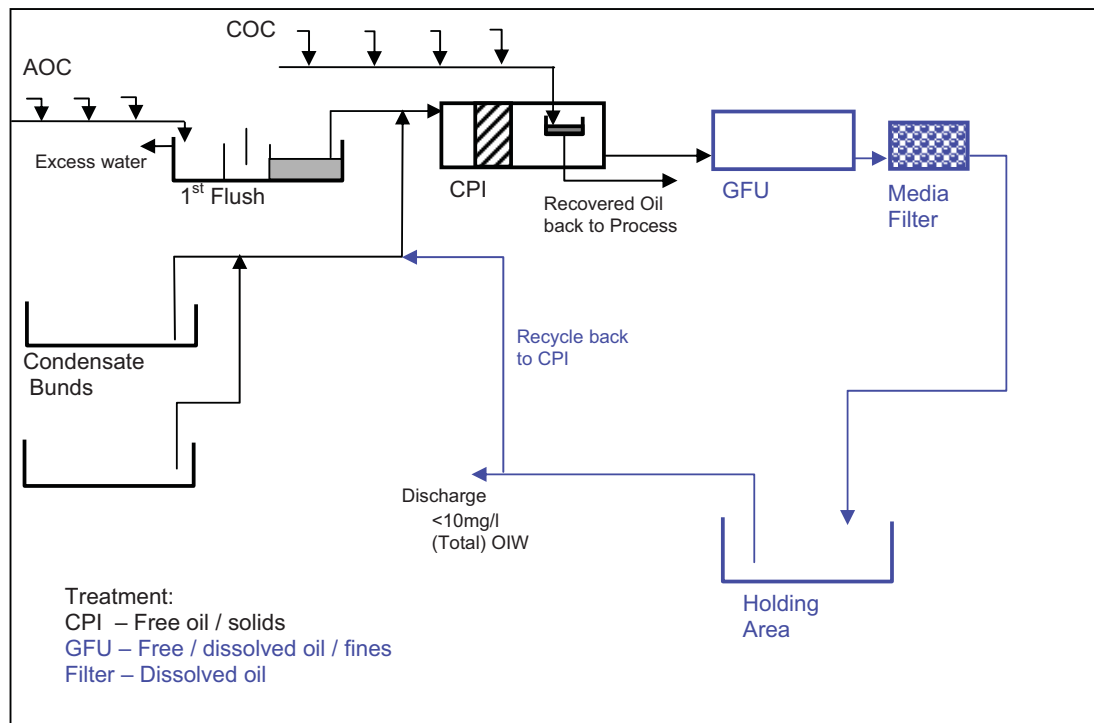 COC
AOC
Excess water
1st Flush
CPI
Recovered Oil
back to Process
GFU
Media
Filter
Condensate
Bunds
Recycle back
to CPI
Discharge
<10mg/l
(Total) OIW
Holding
Area
Treatment:
CPI – Free oil / solids
GFU – Free / dissolved oil / fines
Filter – Dissolved oil